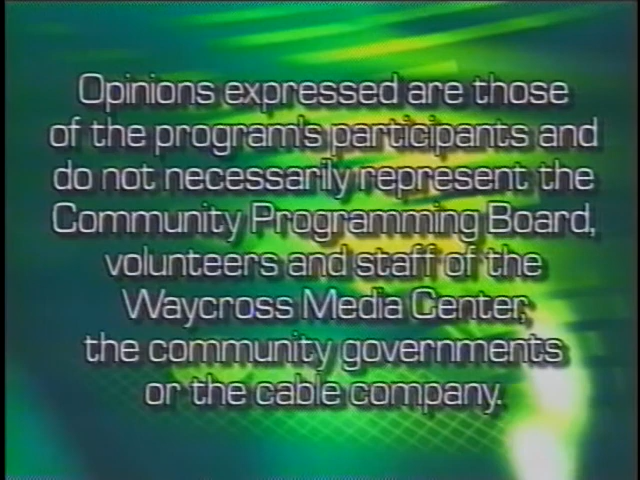 Opinions expressed are those
of the program's participants and
do not necessarily represent the
Community Programming Board,
volunteers and staff of the
Waycross Media Center,
the community governments
or the cable company.